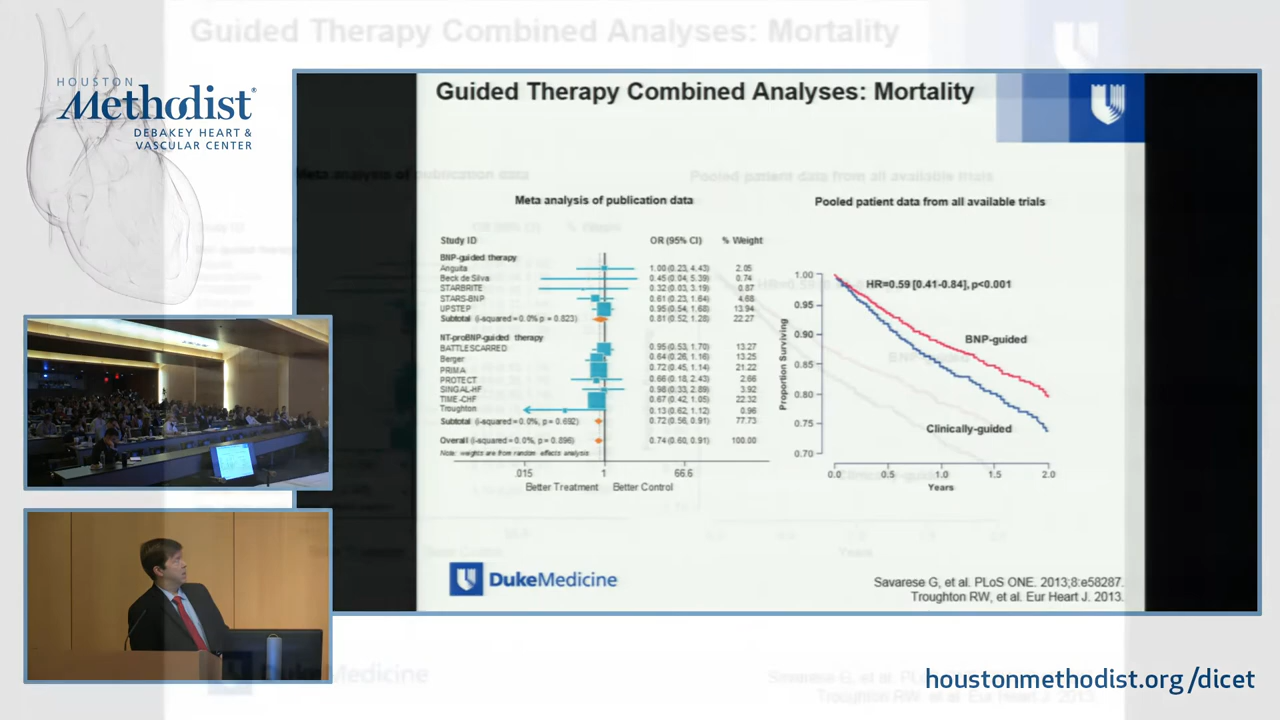 Guided Therapy Combined Analyses: Mortality
HOUSTON
Methodist®
DEBAKEY HEART &
VASCULAR CENTER
Guided Therapy Combined Analyses: Mortality
Meta analysis of publication data
Study ID OR (95% CI) % Weight
BNP-guided therapy
Anguita 1.00 (0.23, 4.43) 2.05
Beck de Silva 0.45 (0.04, 5.39) 0.74
STARBRITE 0.32 (0.03, 3.19) 0.87
STARS-BNP 0.61 (0.23, 1.64) 4.68
UPSTEP 0.95 (0.54, 1.68) 13.94
Subtotal (i-squared = 0.0% p = 0.823) 0.81 (0.52, 1.28) 22.27
NT-proBNP-guided therapy
BATTLESCARRED 0.95 (0.53, 1.70) 13.27
Berger 0.64 (0.26, 1.16) 13.25
PRIMA 0.72 (0.45, 1.14) 21.22
PROTECT 0.66 (0.18, 2.43) 2.66
SINGAL-HF 0.98 (0.33, 2.89) 3.92
TIME-CHF 0.67 (0.42, 1.05) 22.32
Troughton 0.13 (0.62, 1.12) 0.96
Subtotal (i-squared = 0.0%, p = 0.692) 0.72 (0.56, 0.91) 77.73
Overall (i-squared = 0.0%, p = 0.896) 0.74 (0.60, 0.91) 100.00
Note: weights are from random effects analysis
.015 1 66.6
Better Treatment Better Control
Pooled patient data from all available trials
HR=0.59 [0.41-0.84], p<0.001
1.00
0.95
0.90
0.85
0.80
0.75
0.70
Proportion Surviving
BNP-guided
Clinically-guided
0.0 0.5 1.0 1.5 2.0
Years
DukeMedicine
Savarese G, et al. PLoS ONE. 2013;8:e58287.
Troughton RW, et al. Eur Heart J. 2013.
houstonmethodist.org/dicet